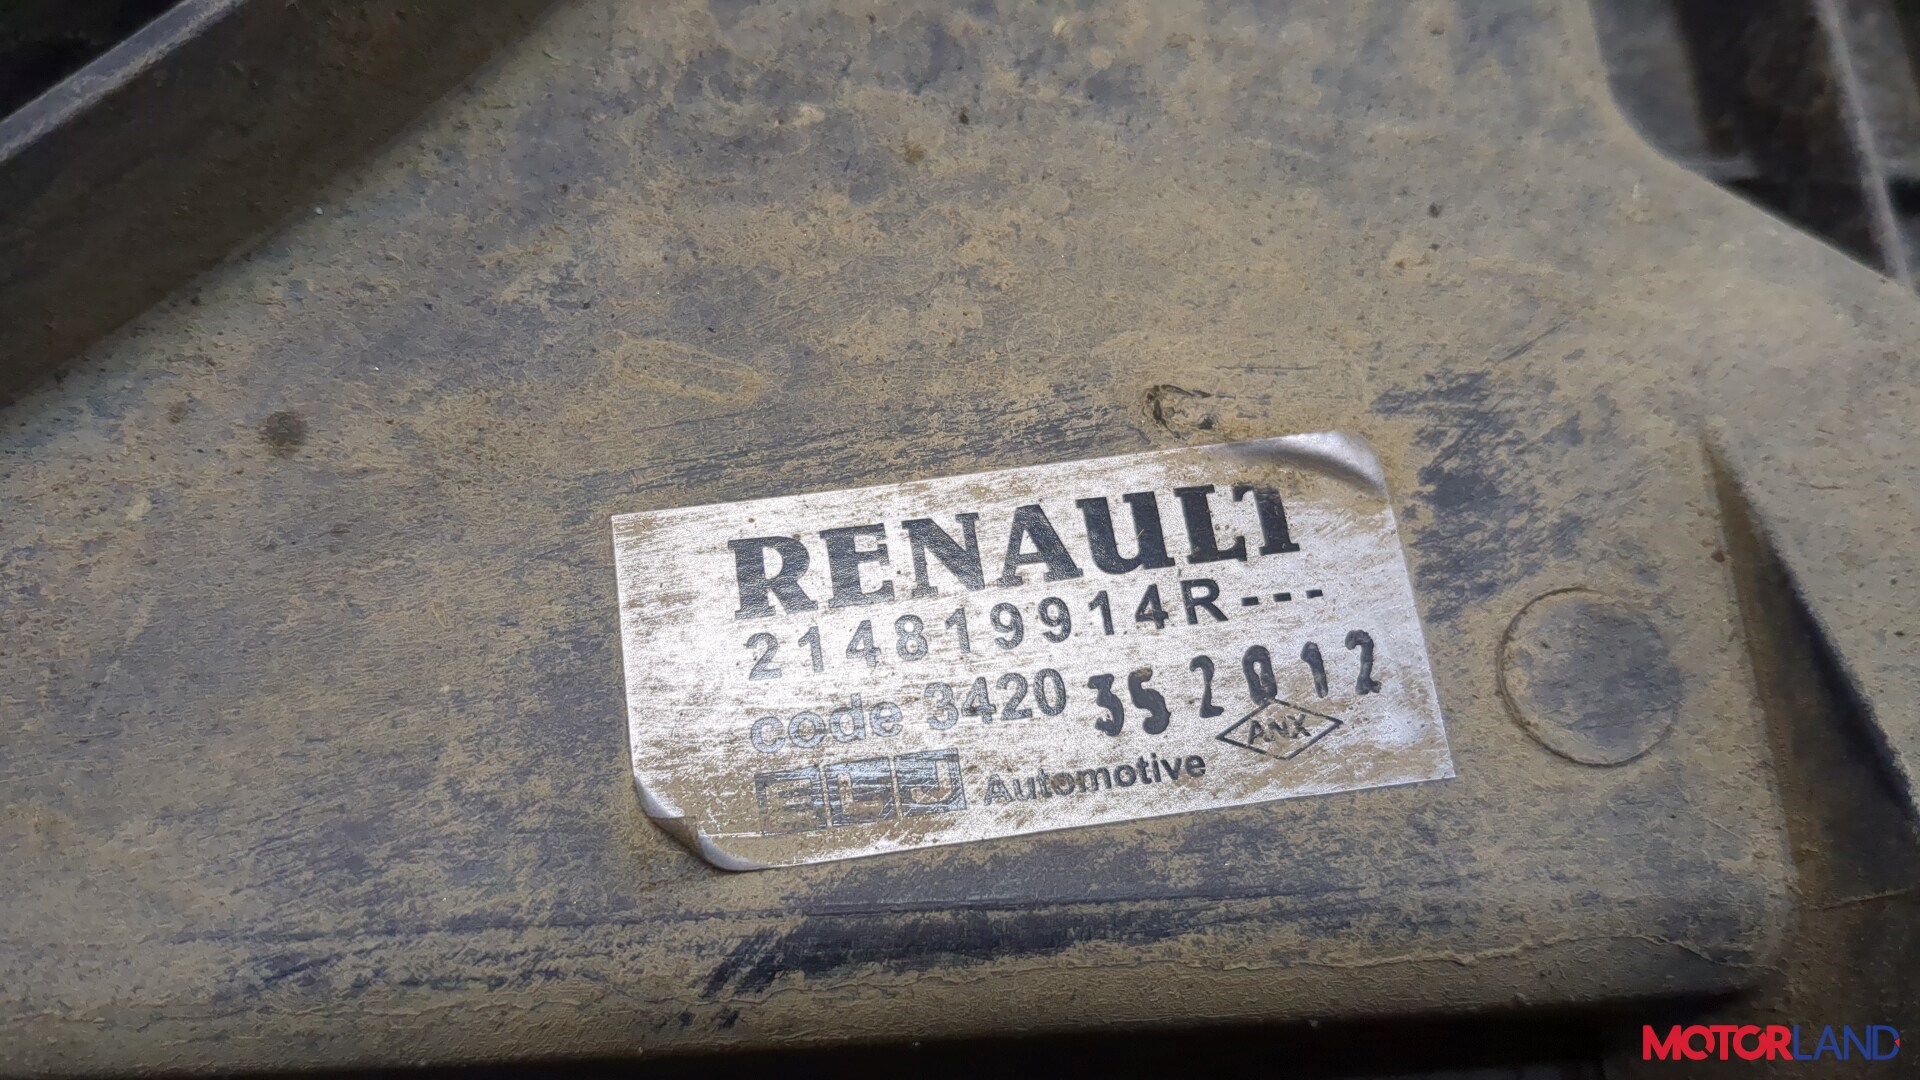 RENAULT
214819914R---
code 3420 35 2012
ANX
Automotive
MOTORLAND